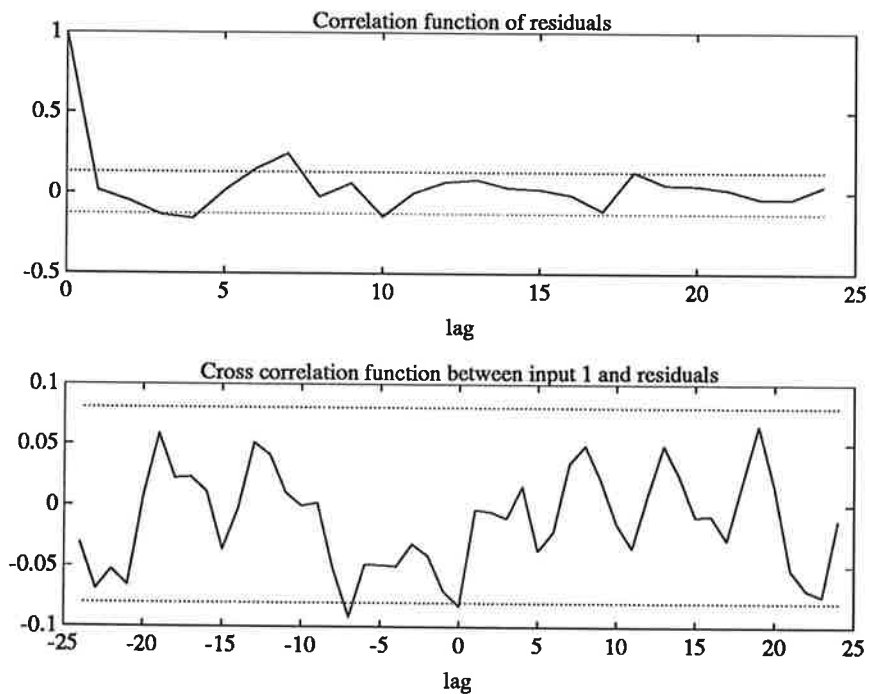 Correlation function of residuals
1
0.5
0
-0.5
0 5 10 15 20 25
lag
Cross correlation function between input 1 and residuals
0.1
0.05
0
-0.05
-0.1
-25 -20 -15 -10 -5 0 5 10 15 20 25
lag